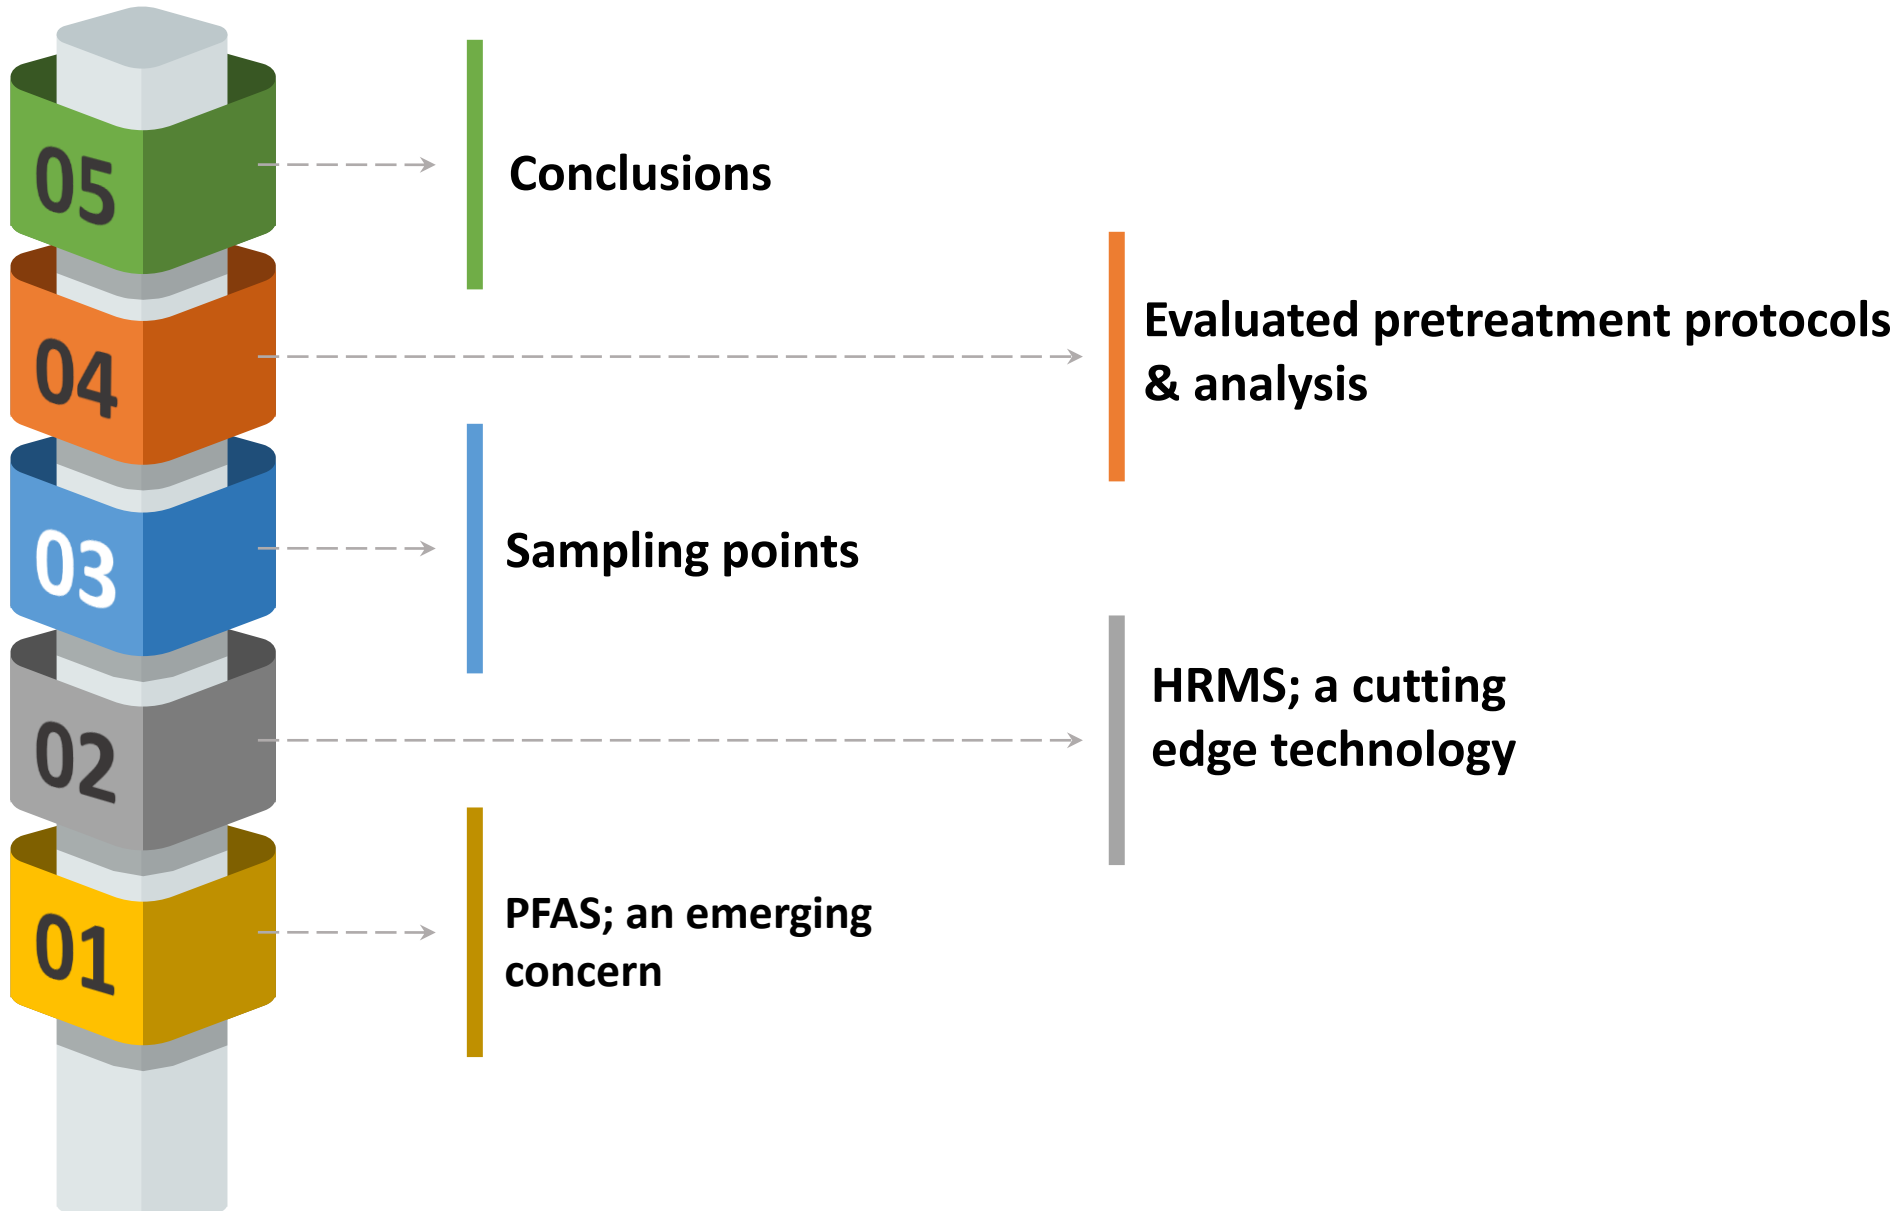 05
Conclusions
04
Evaluated pretreatment protocols
& analysis
03
Sampling points
02
HRMS; a cutting
edge technology
01
PFAS; an emerging
concern